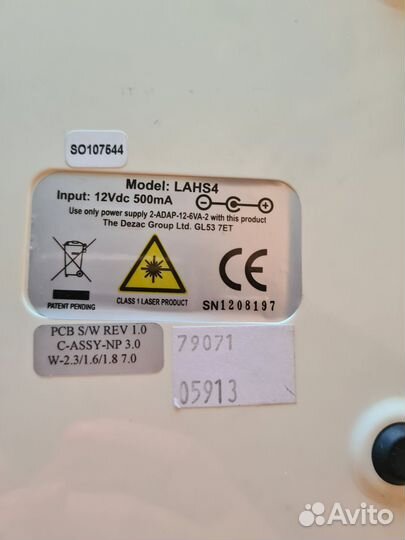 SO107544
Model: LAHS4
Input: 12Vdc 500mA
Use only power supply 2-ADAP-12-6VA-2 with this product
The Dezac Group Ltd. GL53 7ET
PATENT PENDING
CLASS 1 LASER PRODUCT
CE
SN1208197
PCB S/W REV 1.0
C-ASSY-NP 3.0
W-2.3/1.6/1.8 7.0
79071
05913
Avito